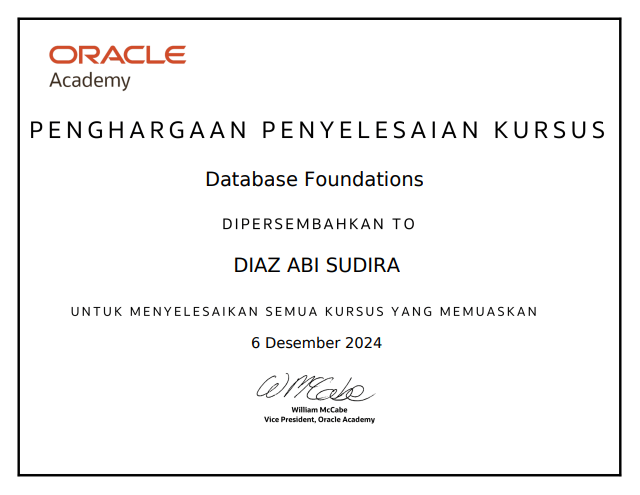 ORACLE
Academy
PENGHARGAAN PENYELESAIAN KURSUS
Database Foundations
DIPERSEMBAHKAN TO
DIAZ ABI SUDIRA
UNTUK MENYELESAIKAN SEMUA KURSUS YANG MEMUASKAN
6 Desember 2024
WMcCabe
William McCabe
Vice President, Oracle Academy